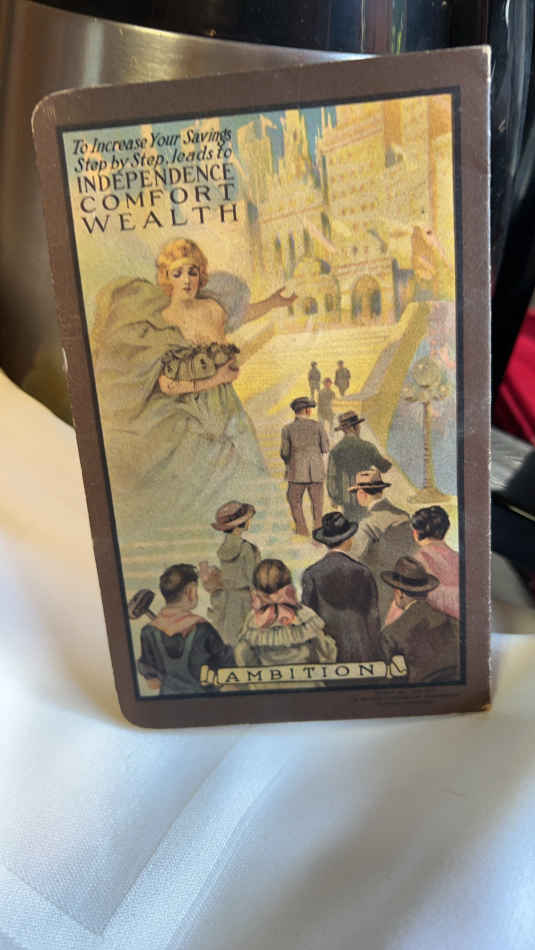 To Increase Your Savings
Step by Step, leads to
INDEPENDENCE
COMFORT
WEALTH
AMBITION